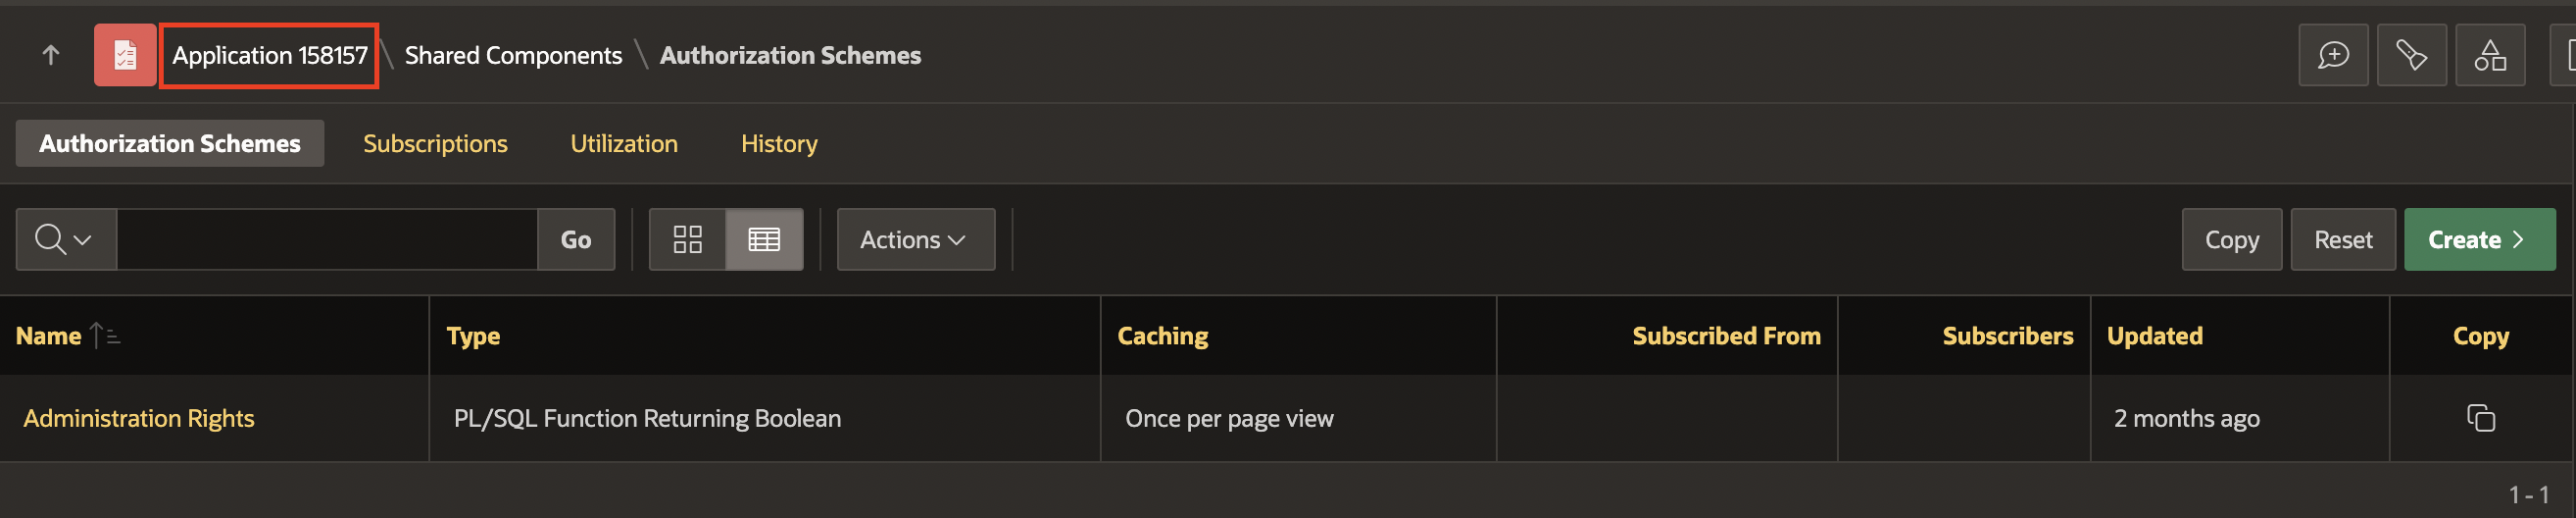 Application 158157 \ Shared Components \ Authorization Schemes
Authorization Schemes Subscriptions Utilization History
Go Actions Copy Reset Create
Name Type Caching Subscribed From Subscribers Updated Copy
Administration Rights PL/SQL Function Returning Boolean Once per page view 2 months ago
1 - 1